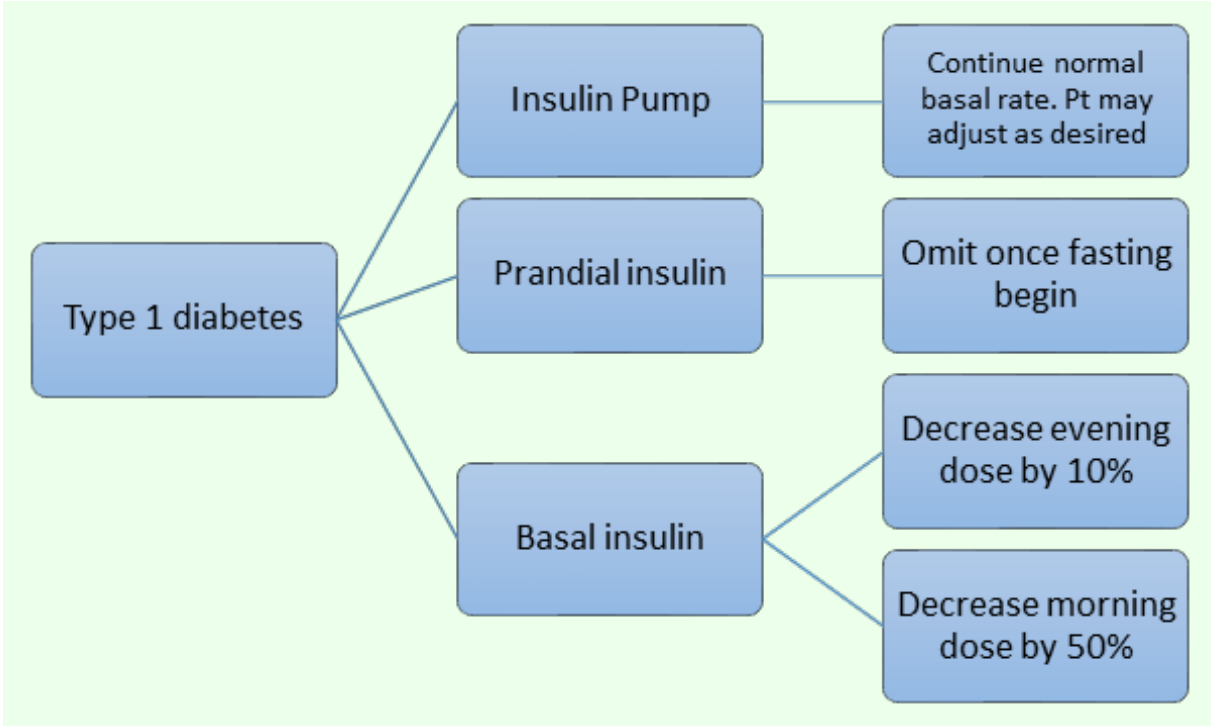 Type 1 diabetes
Insulin Pump
Continue normal
basal rate. Pt may
adjust as desired
Prandial insulin
Omit once fasting
begin
Basal insulin
Decrease evening
dose by 10%
Decrease morning
dose by 50%